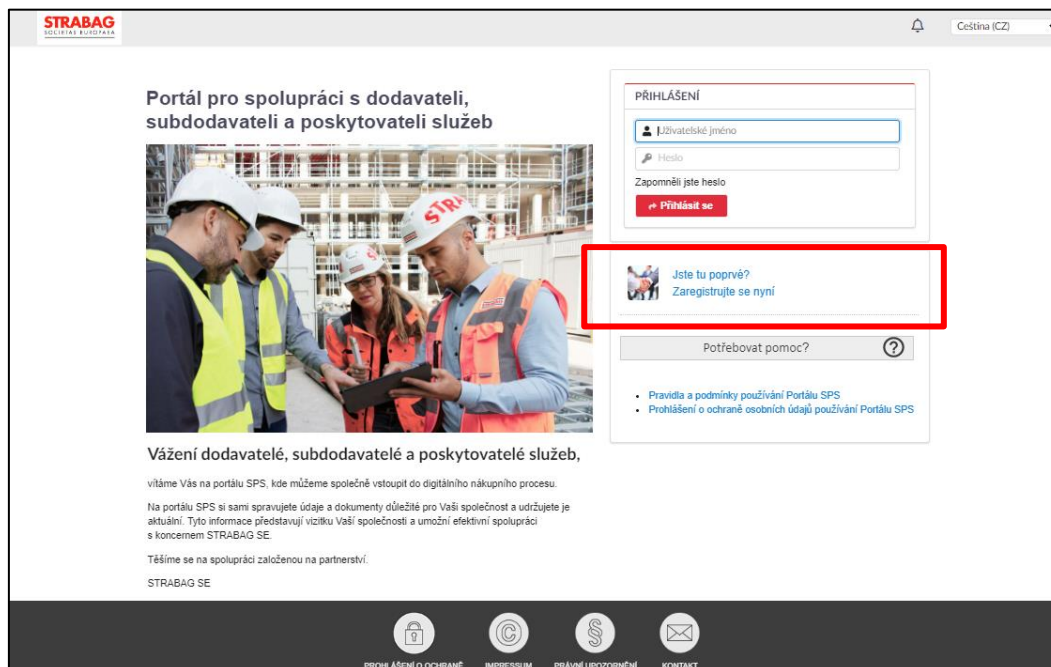 STRABAG
SOCIETAS EUROPAEA
Ceština (CZ)
Portál pro spolupráci s dodavateli,
subdodavateli a poskytovateli služeb
STRABAG
PŘIHLÁŠENÍ
Uživatelské jméno
Heslo
Zapomněli jste heslo
Přihlásit se
Jste tu poprvé?
Zaregistrujte se nyní
Potřebovat pomoc?
• Pravidla a podmínky používání Portálu SPS
• Prohlášení o ochraně osobních údajů používání Portálu SPS
Vážení dodavatelé, subdodavatelé a poskytovatelé služeb,
vítáme Vás na portálu SPS, kde můžeme společně vstoupit do digitálního nákupního procesu.
Na portálu SPS si sami spravujete údaje a dokumenty důležité pro Vaši společnost a udržujete je
aktuální. Tyto informace představují vizitku Vaší společnosti a umožní efektivní spolupráci
s koncernem STRABAG SE.
Těšíme se na spolupráci založenou na partnerství.
STRABAG SE
PROHLÁŠENÍ O OCHRANĚ IMPRESSUM PRÁVNÍ UPOZORNĚNÍ KONTAKT